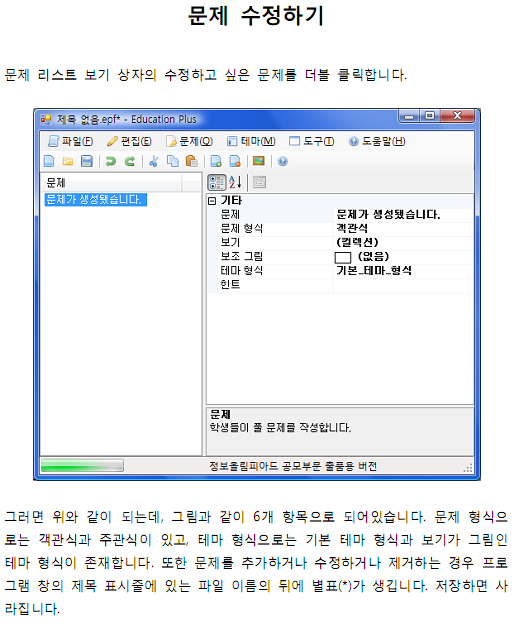 문제 수정하기
문제 리스트 보기 상자의 수정하고 싶은 문제를 더블 클릭합니다.
제목 없음.epf* - Education Plus
파일(F) 편집(E) 문제(Q) 테마(M) 도구(T) 도움말(H)
문제
문제가 생성됐습니다.
기타
문제 문제가 생성됐습니다.
문제 형식 객관식
보기 (컬렉션)
보조 그림 (없음)
테마 형식 기본_테마_형식
힌트
문제
학생들이 풀 문제를 작성합니다.
정보올림피아드 공모부문 출품용 버전
그러면 위와 같이 되는데, 그림과 같이 6개 항목으로 되어있습니다. 문제 형식으
로는 객관식과 주관식이 있고, 테마 형식으로는 기본 테마 형식과 보기가 그림인
테마 형식이 존재합니다. 또한 문제를 추가하거나 수정하거나 제거하는 경우 프로
그램 창의 제목 표시줄에 있는 파일 이름의 뒤에 별표(*)가 생깁니다. 저장하면 사
라집니다.